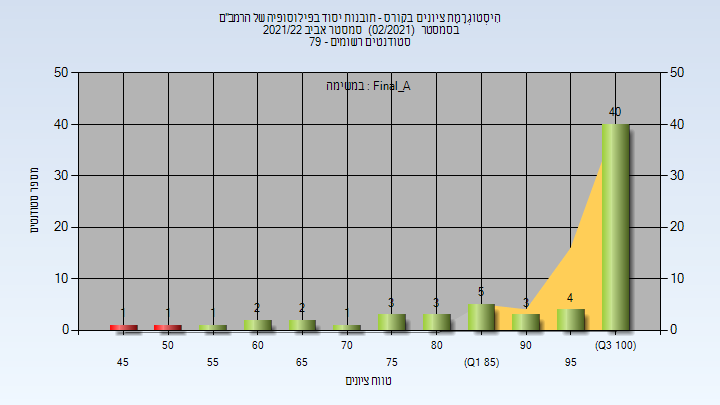 הִיסְטוֹגְרָמַת ציונים בקורס - תובנות יסוד בפילוסופיה של הרמב"ם
בסמסטר (02/2021) סמסטר אביב 2021/22
סטודנטים רשומים - 79
במשימה : Final_A
50 50
40 40
30 30
20 20
10 10
0 0
מספר סטודנטים
1 1 1 2 2 1 3 3 5 3 4 40
50 60 70 80 90 (Q3 100)
45 55 65 75 (Q1 85) 95
טווח ציונים